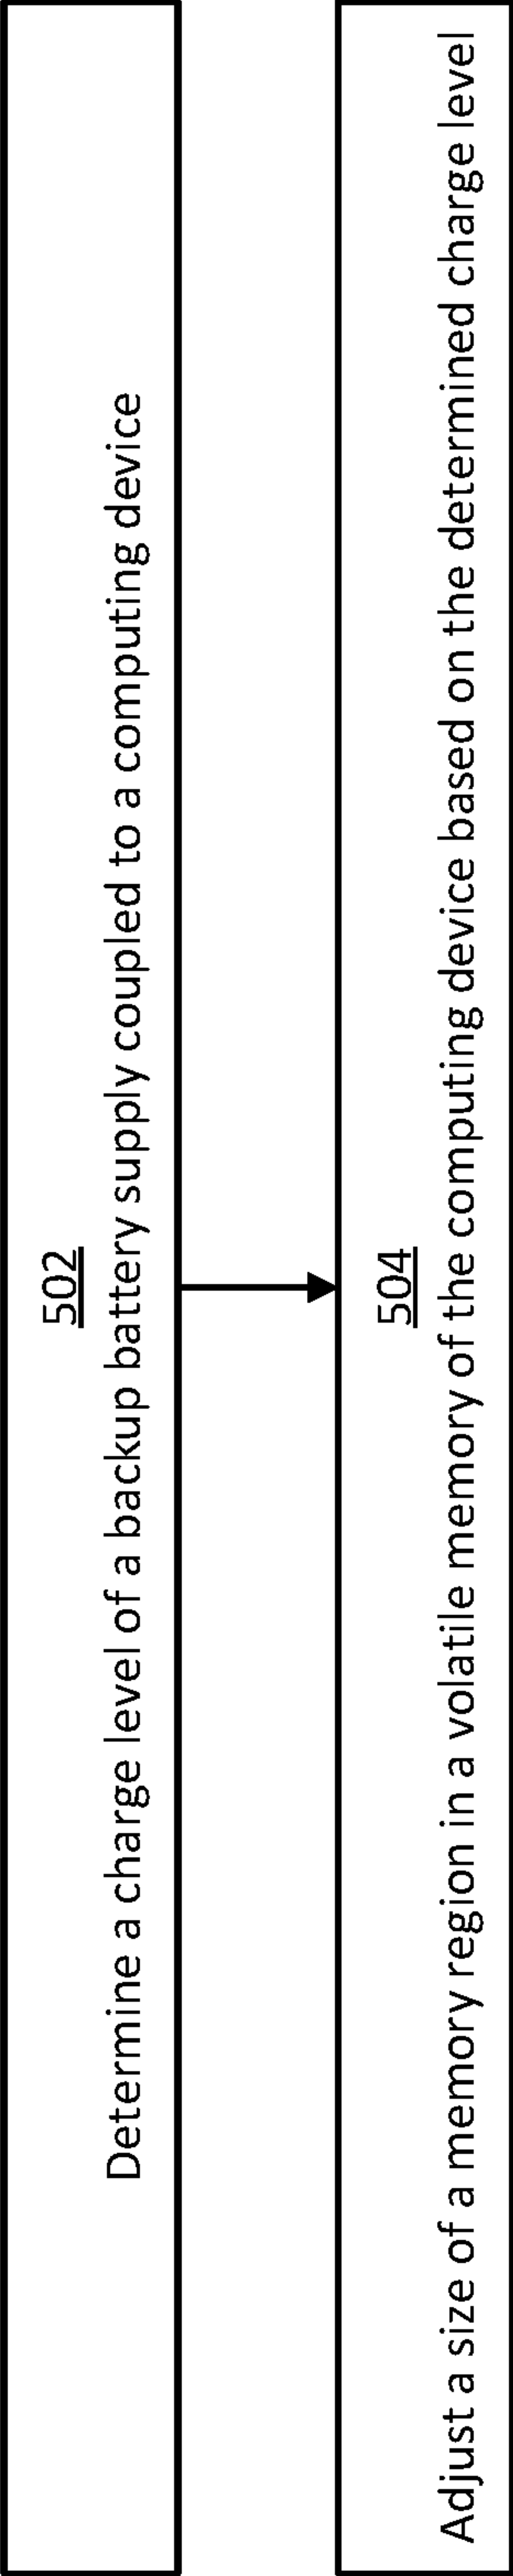 502
Determine a charge level of a backup battery supply coupled to a computing device
504
Adjust a size of a memory region in a volatile memory of the computing device based on the determined charge level